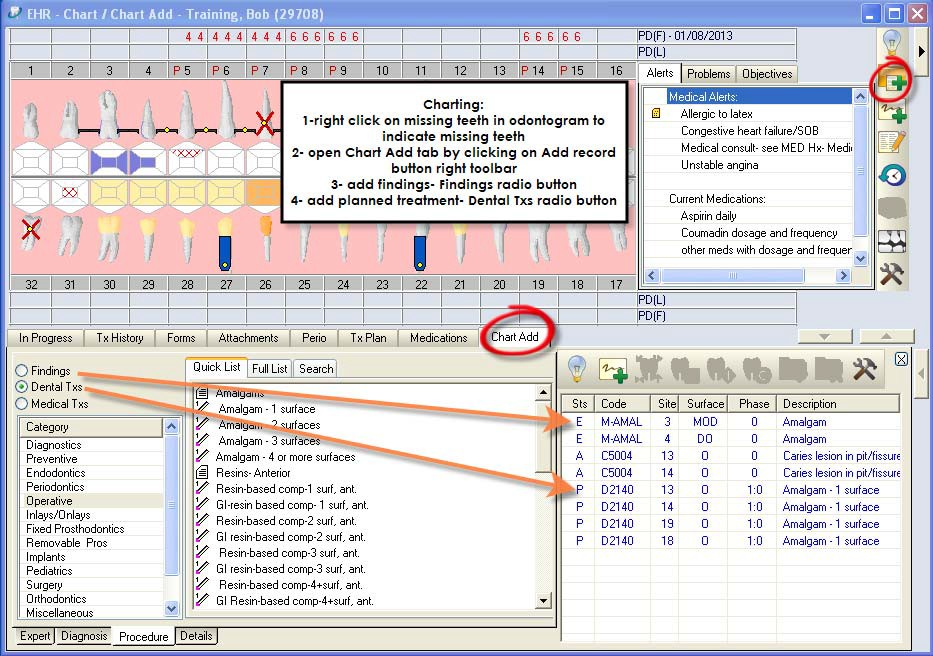 EHR - Chart / Chart Add - Training, Bob (29708)
4 4 4 4 4 4 4 4 6 6 6 6 6 6 6 6 6 6 6
PD(F) - 01/08/2013
PD(L)
1 2 3 4 P 5 P 6 P 7 P 8 P 9 10 11 12 13 P 14 P 15 16
Alerts Problems Objectives
Medical Alerts:
Allergic to latex
Congestive heart failure/SOB
Medical consult- see MED Hx- Medi
Unstable angina
Current Medications:
Aspirin daily
Coumadin dosage and frequency
other meds with dosage and frequen
Charting:
1-right click on missing teeth in odontogram to
indicate missing teeth
2- open Chart Add tab by clicking on Add record
button right toolbar
3- add findings- Findings radio button
4- add planned treatment- Dental Txs radio button
32 31 30 29 28 27 26 25 24 23 22 21 20 19 18 17
PD(L)
PD(F)
In Progress Tx History Forms Attachments Perio Tx Plan Medications Chart Add
Findings
Dental Txs
Medical Txs
Category
Diagnostics
Preventive
Endodontics
Periodontics
Operative
Inlays/Onlays
Fixed Prosthodontics
Removable Pros
Implants
Pediatrics
Surgery
Orthodontics
Miscellaneous
Quick List Full List Search
Amalgams
Amalgam - 1 surface
Amalgam - 2 surfaces
Amalgam - 3 surfaces
Amalgam - 4 or more surfaces
Resins- Anterior
Resin-based comp-1 surf, ant.
GI-resin based comp- 1 surf, ant.
Resin-based comp-2 surf, ant.
GI resin based comp-2 surf, ant.
Resin-based comp-3 surf, ant.
GI resin based comp-3 surf, ant.
Resin-based comp-4+surf, ant.
GI Resin-based comp-4+surf, ant.
Sts Code Site Surface Phase Description
E M-AMAL 3 MOD 0 Amalgam
E M-AMAL 4 DO 0 Amalgam
A C5004 13 O 0 Caries lesion in pit/fissure
A C5004 14 O 0 Caries lesion in pit/fissure
P D2140 13 O 1:0 Amalgam - 1 surface
P D2140 14 O 1:0 Amalgam - 1 surface
P D2140 19 O 1:0 Amalgam - 1 surface
P D2140 18 O 1:0 Amalgam - 1 surface
Expert Diagnosis Procedure Details